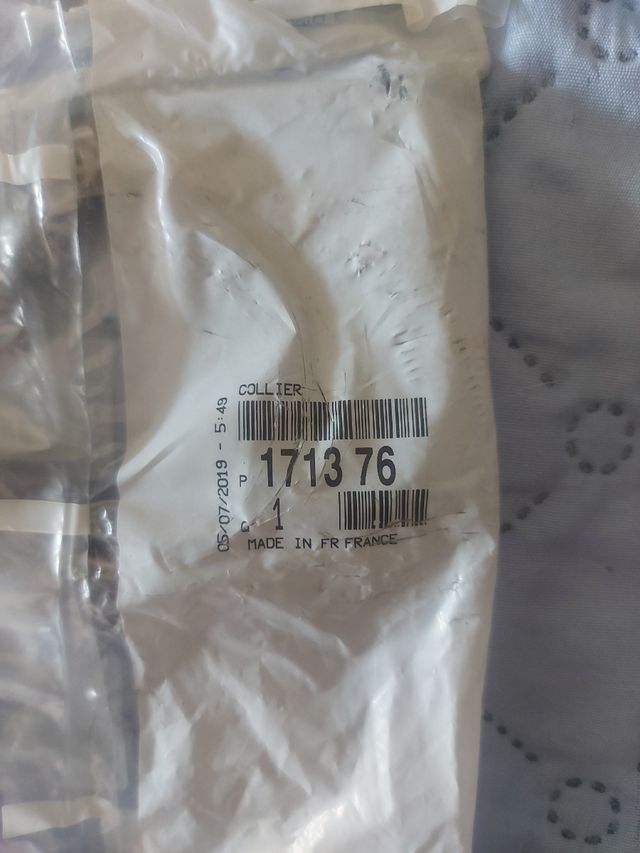 COLLIER
P 1713 76
Q 1
MADE IN FR FRANCE
05/07/2019 - 5:49